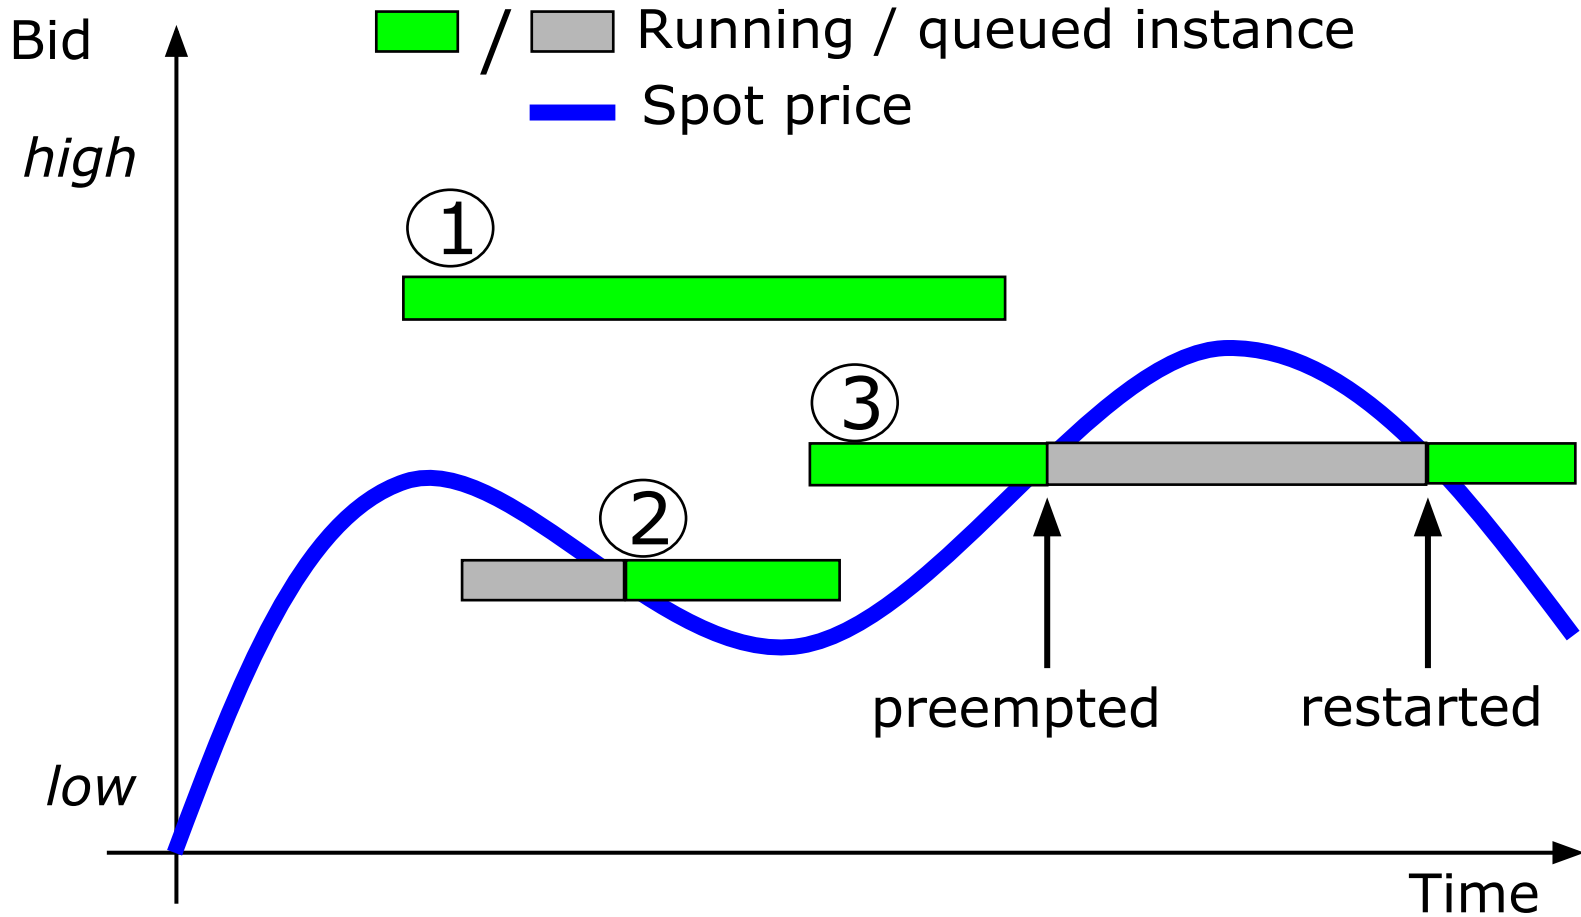 Bid
/ Running / queued instance
Spot price
high
1
3
2
preempted
restarted
low
Time